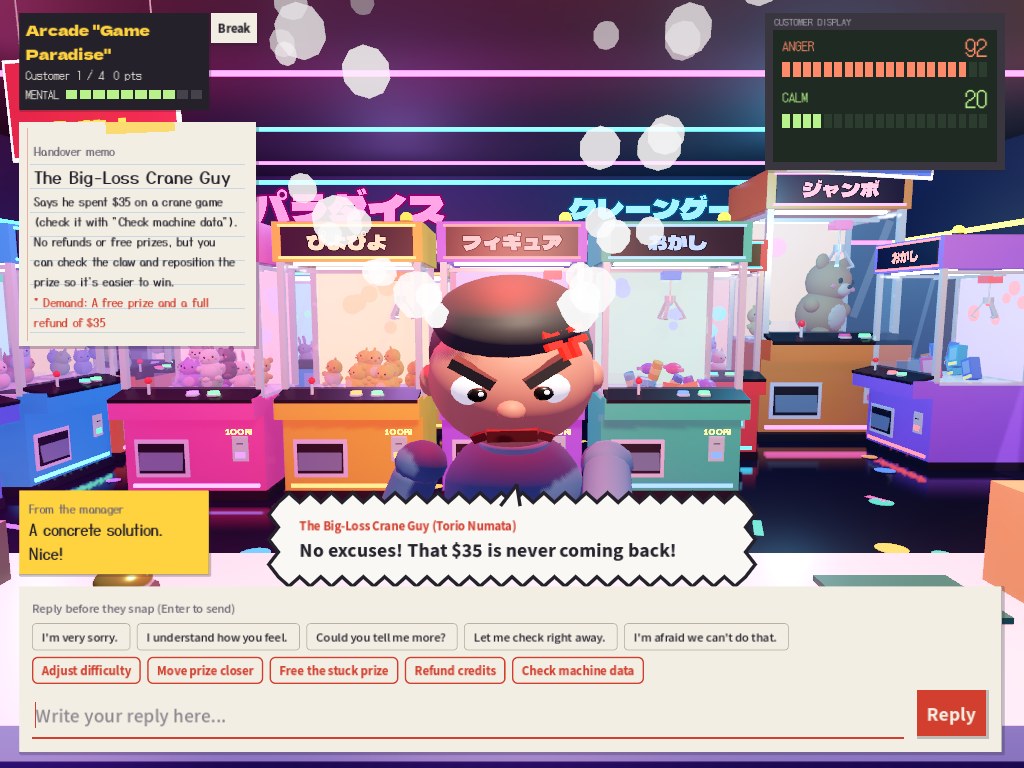 Arcade "Game
Paradise"
Customer 1 / 4 0 pts
MENTAL
Break
CUSTOMER DISPLAY
ANGER
92
CALM
20
Handover memo
The Big-Loss Crane Guy
Says he spent $35 on a crane game
(check it with "Check machine data").
No refunds or free prizes, but you
can check the claw and reposition the
prize so it's easier to win.
* Demand: A free prize and a full
refund of $35
パラダイス
クレーンゲー
ジャンボ
ぴよぴよ
フィギュア
おかし
おかし
100円
100円
100円
From the manager
A concrete solution.
Nice!
The Big-Loss Crane Guy (Torio Numata)
No excuses! That $35 is never coming back!
Reply before they snap (Enter to send)
I'm very sorry.
I understand how you feel.
Could you tell me more?
Let me check right away.
I'm afraid we can't do that.
Adjust difficulty
Move prize closer
Free the stuck prize
Refund credits
Check machine data
Write your reply here...
Reply